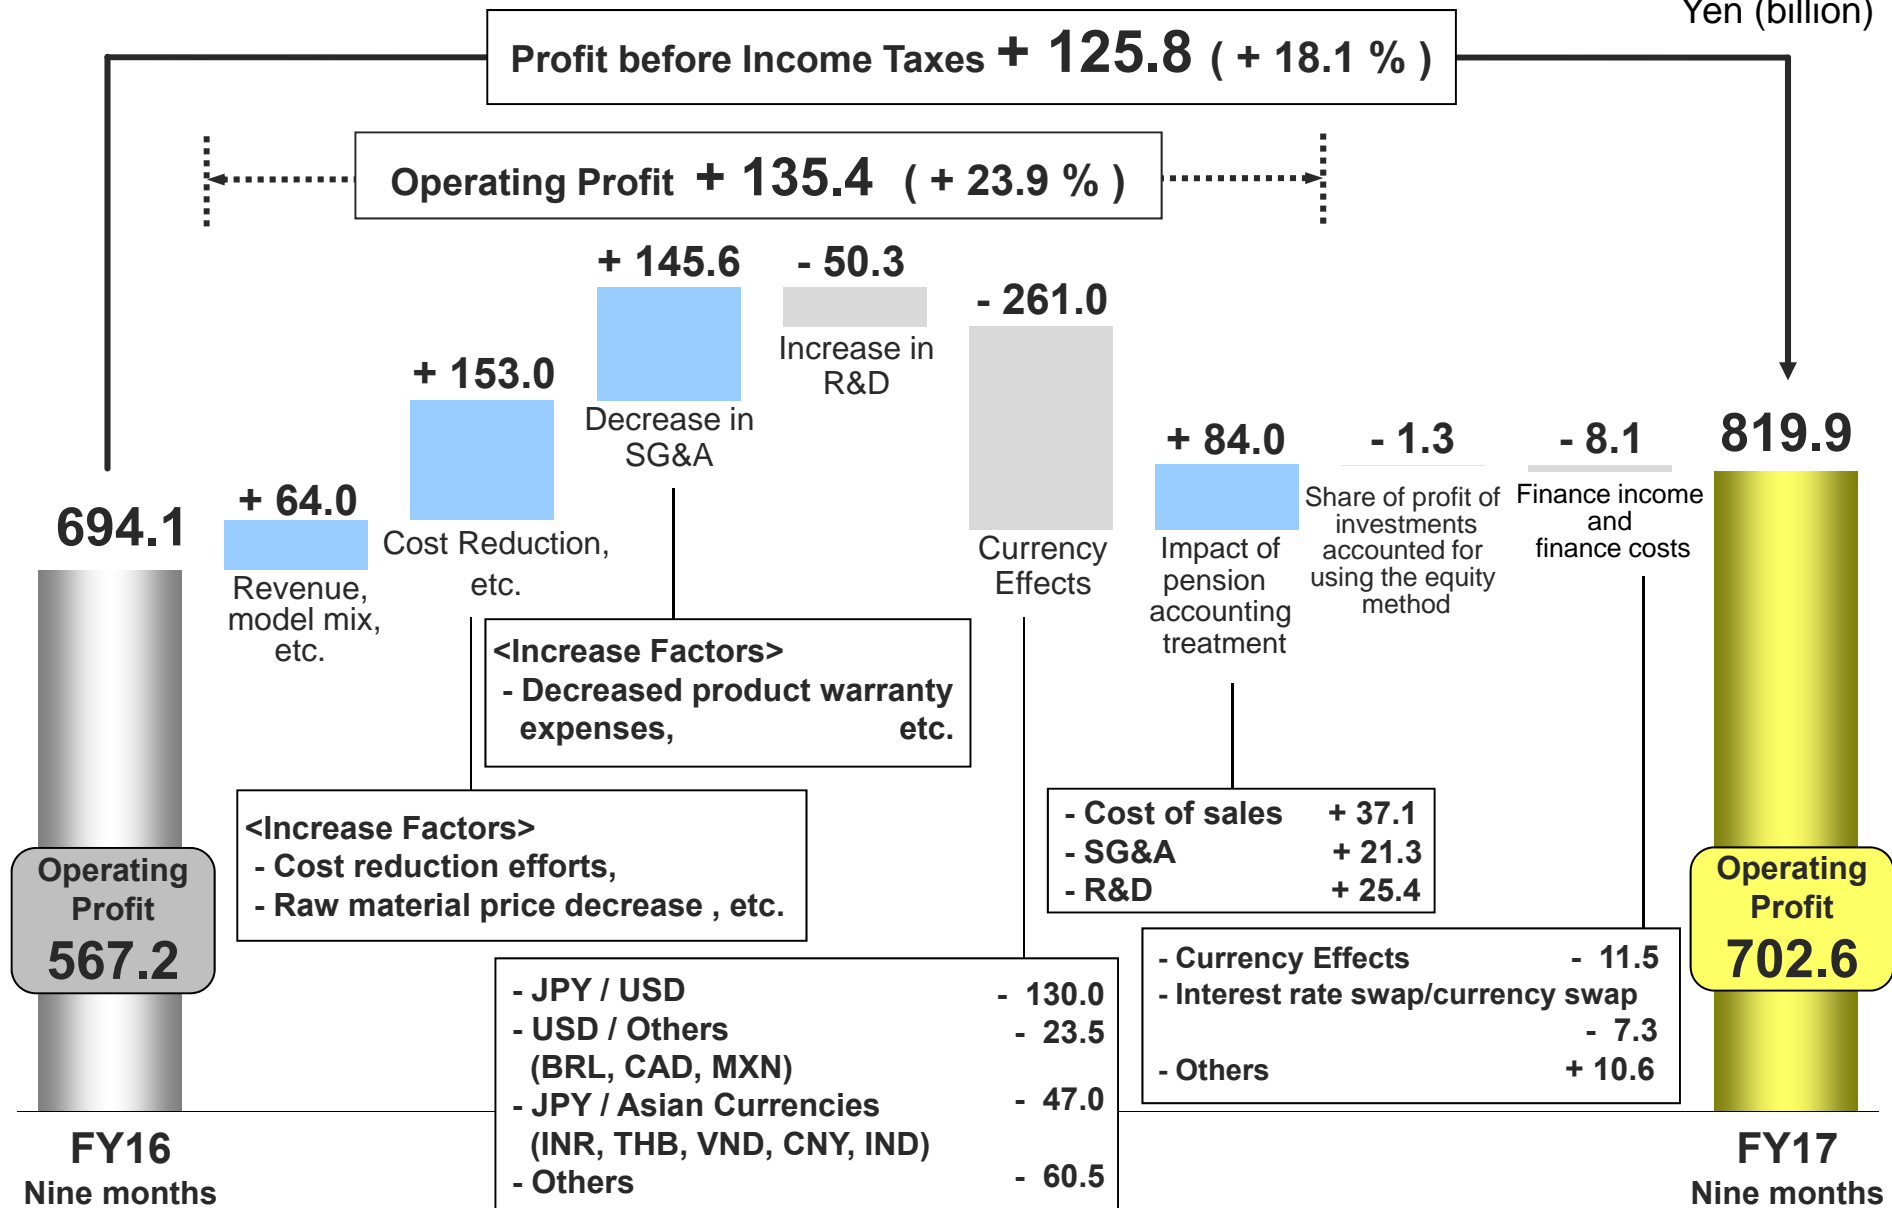 Yen (billion)
Profit before Income Taxes + 125.8 ( + 18.1 % )
Operating Profit + 135.4 ( + 23.9 % )
694.1
+ 64.0
Revenue,
model mix,
etc.
+ 153.0
Cost Reduction,
etc.
+ 145.6
Decrease in
SG&A
- 50.3
Increase in
R&D
- 261.0
Currency
Effects
+ 84.0
Impact of
pension
accounting
treatment
- 1.3
Share of profit of
investments
accounted for
using the equity
method
- 8.1
Finance income
and
finance costs
819.9
<Increase Factors>
- Decreased product warranty
expenses, etc.
<Increase Factors>
- Cost reduction efforts,
- Raw material price decrease , etc.
- Cost of sales + 37.1
- SG&A + 21.3
- R&D + 25.4
Operating
Profit
567.2
Operating
Profit
702.6
- JPY / USD - 130.0
- USD / Others - 23.5
(BRL, CAD, MXN)
- JPY / Asian Currencies - 47.0
(INR, THB, VND, CNY, IND)
- Others - 60.5
- Currency Effects - 11.5
- Interest rate swap/currency swap
- 7.3
- Others + 10.6
FY16
Nine months
FY17
Nine months